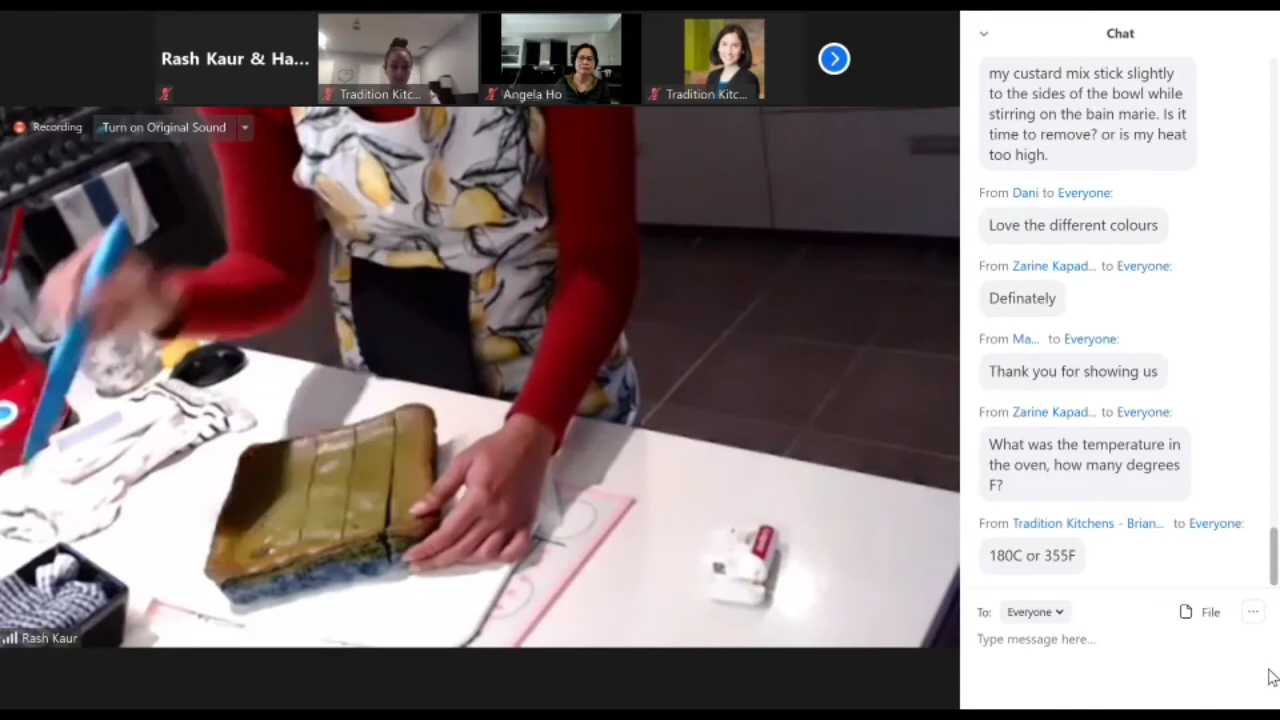 Rash Kaur & Ha...
Tradition Kitc...
Angela Ho
Tradition Kitc...
Recording
Turn on Original Sound
Rash Kaur
Chat
my custard mix stick slightly
to the sides of the bowl while
stirring on the bain marie. Is it
time to remove? or is my heat
too high.
From Dani to Everyone:
Love the different colours
From Zarine Kapad... to Everyone:
Definately
From Ma... to Everyone:
Thank you for showing us
From Zarine Kapad... to Everyone:
What was the temperature in
the oven, how many degrees
F?
From Tradition Kitchens - Brian... to Everyone:
180C or 355F
To: Everyone
File
Type message here...